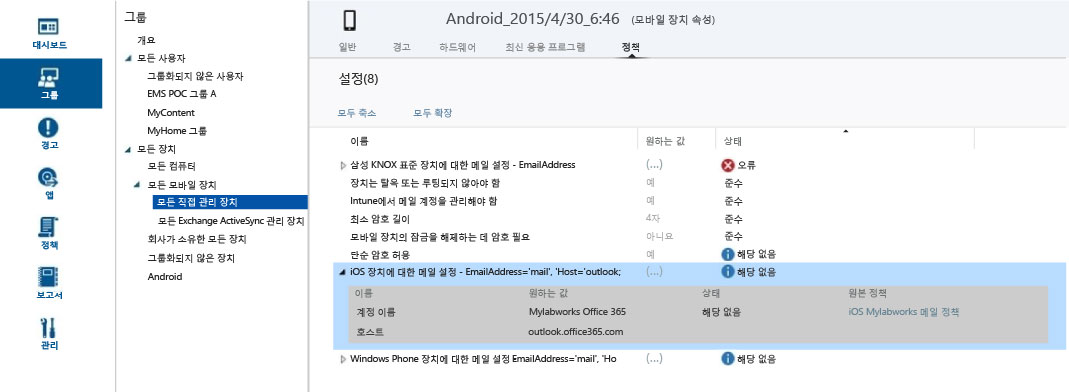 대시보드
그룹
경고
앱
정책
보고서
관리
그룹
개요
모든 사용자
그룹화되지 않은 사용자
EMS POC 그룹 A
MyContent
MyHome 그룹
모든 장치
모든 컴퓨터
모든 모바일 장치
모든 직접 관리 장치
모든 Exchange ActiveSync 관리 장치
회사가 소유한 모든 장치
그룹화되지 않은 장치
Android
Android_2015/4/30_6:46 (모바일 장치 속성)
일반 경고 하드웨어 최신 응용 프로그램 정책
설정(8)
모두 축소 모두 확장
이름 원하는 값 상태
삼성 KNOX 표준 장치에 대한 메일 설정 - EmailAddress (...) 오류
장치는 탈옥 또는 루팅되지 않아야 함 예 준수
Intune에서 메일 계정을 관리해야 함 예 준수
최소 암호 길이 4자 준수
모바일 장치의 잠금을 해제하는 데 암호 필요 아니요 준수
단순 암호 허용 예 해당 없음
iOS 장치에 대한 메일 설정 - EmailAddress='mail', 'Host='outlook; (...) 해당 없음
이름 원하는 값 상태 원본 정책
계정 이름 Mylabworks Office 365 해당 없음 iOS Mylabworks 메일 정책
호스트 outlook.office365.com
Windows Phone 장치에 대한 메일 설정 EmailAddress='mail', 'Ho (...) 해당 없음